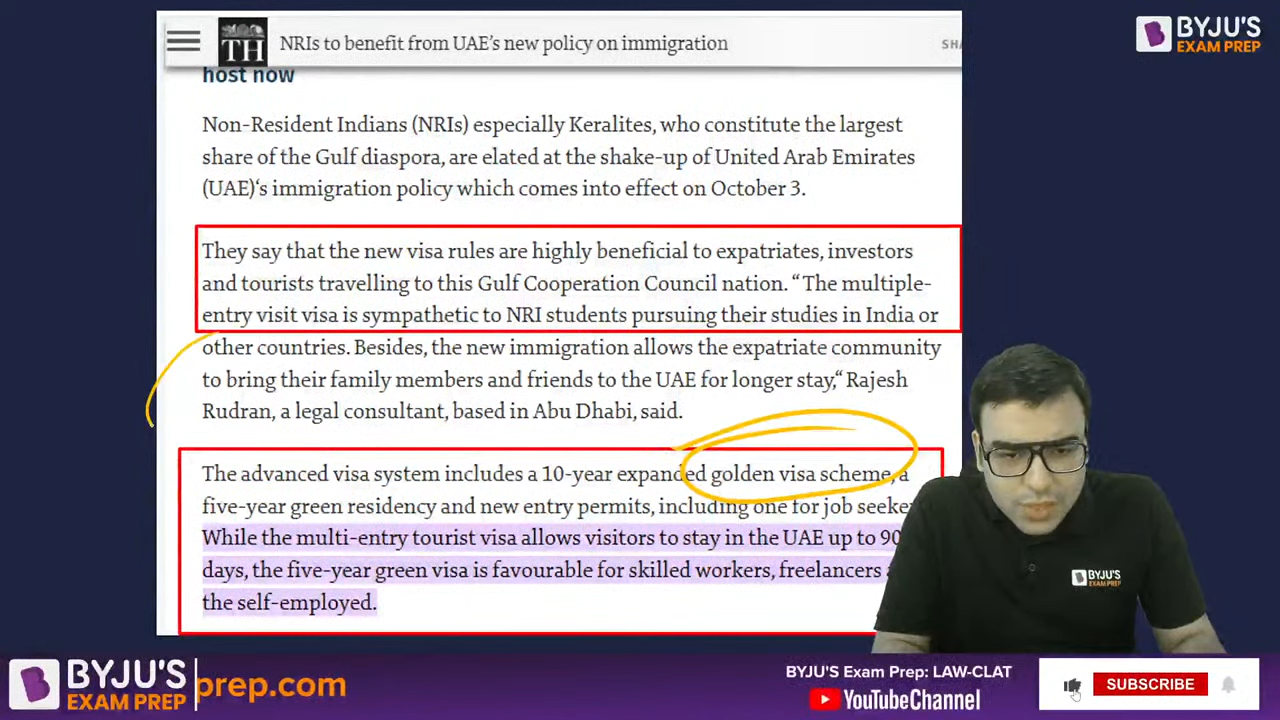 TH
NRIs to benefit from UAE's new policy on immigration
host now
Non-Resident Indians (NRIs) especially Keralites, who constitute the largest
share of the Gulf diaspora, are elated at the shake-up of United Arab Emirates
(UAE)‘s immigration policy which comes into effect on October 3.
They say that the new visa rules are highly beneficial to expatriates, investors
and tourists travelling to this Gulf Cooperation Council nation. “The multiple-
entry visit visa is sympathetic to NRI students pursuing their studies in India or
other countries. Besides, the new immigration allows the expatriate community
to bring their family members and friends to the UAE for longer stay,“ Rajesh
Rudran, a legal consultant, based in Abu Dhabi, said.
The advanced visa system includes a 10-year expanded golden visa scheme, a
five-year green residency and new entry permits, including one for job
While the multi-entry tourist visa allows visitors to stay in the UAE up to 90
days, the five-year green visa is favourable for skilled workers, freelancers
the self-employed.
BYJU'S
EXAM PREP
BYJU'S
EXAM PREP
BYJU'S
EXAM PREP
prep.com
BYJU'S Exam Prep: LAW-CLAT
YouTubeChannel
SUBSCRIBE